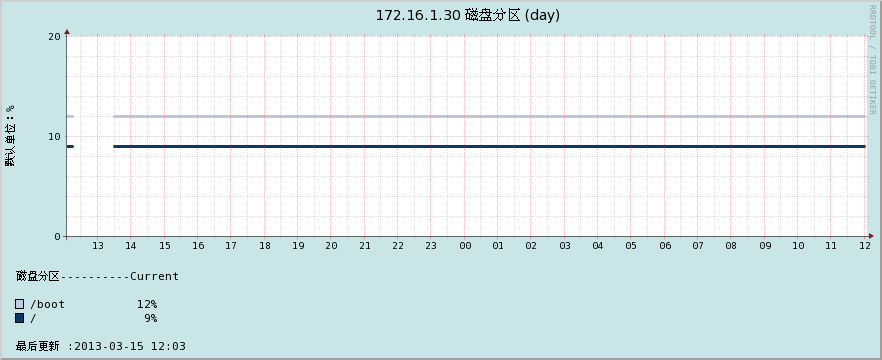 172.16.1.30 磁盘分区 (day)
RRDTOOL / TOBI OETIKER
默认单位：%
20
10
0
13 14 15 16 17 18 19 20 21 22 23 00 01 02 03 04 05 06 07 08 09 10 11 12
磁盘分区----------Current
/boot 12%
/ 9%
最后更新 :2013-03-15 12:03